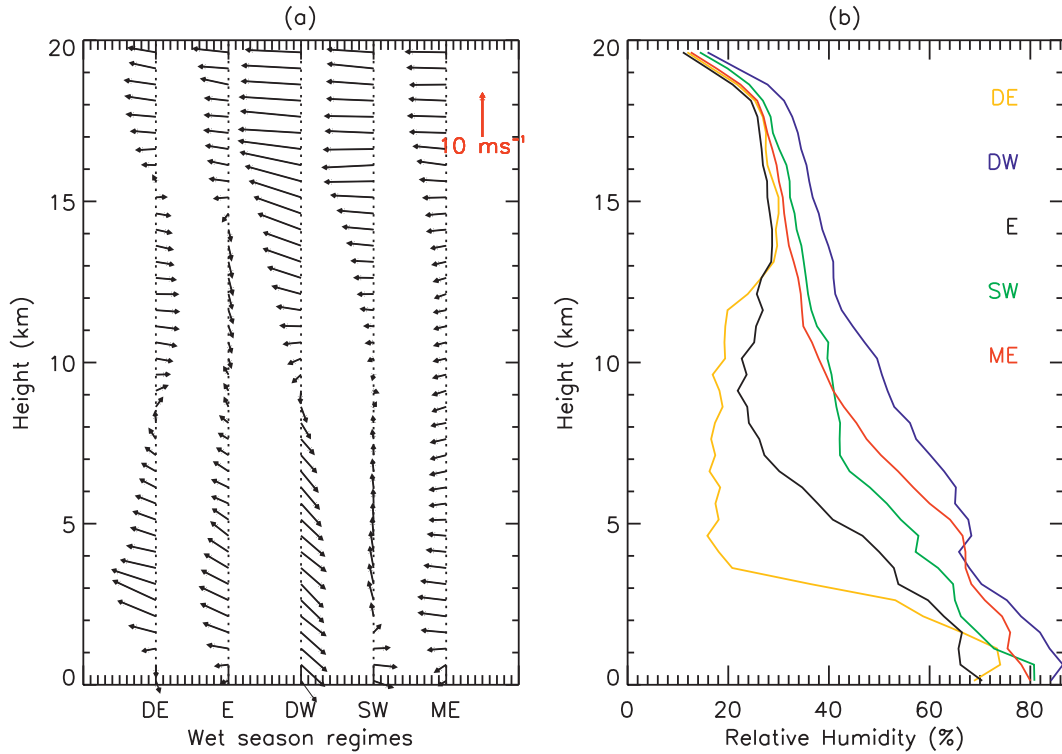 (a)
(b)
20
15
10
5
0
Height (km)
10 ms⁻¹
DE
E
DW
SW
ME
Wet season regimes
20
15
10
5
0
Height (km)
DE
DW
E
SW
ME
0
20
40
60
80
Relative Humidity (%)